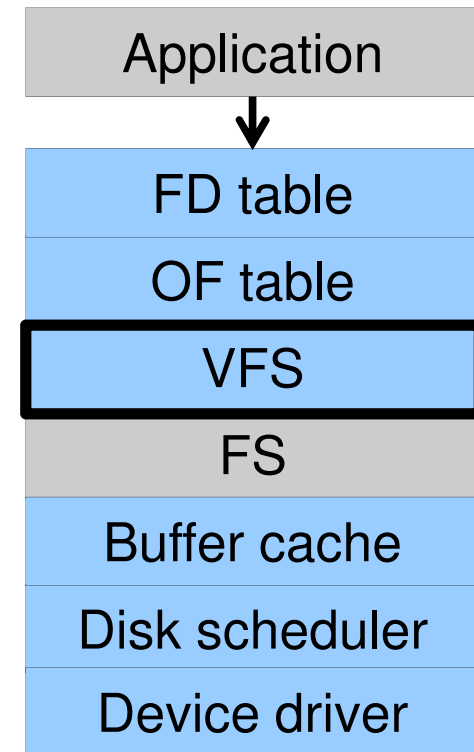 Application
FD table
OF table
VFS
FS
Buffer cache
Disk scheduler
Device driver